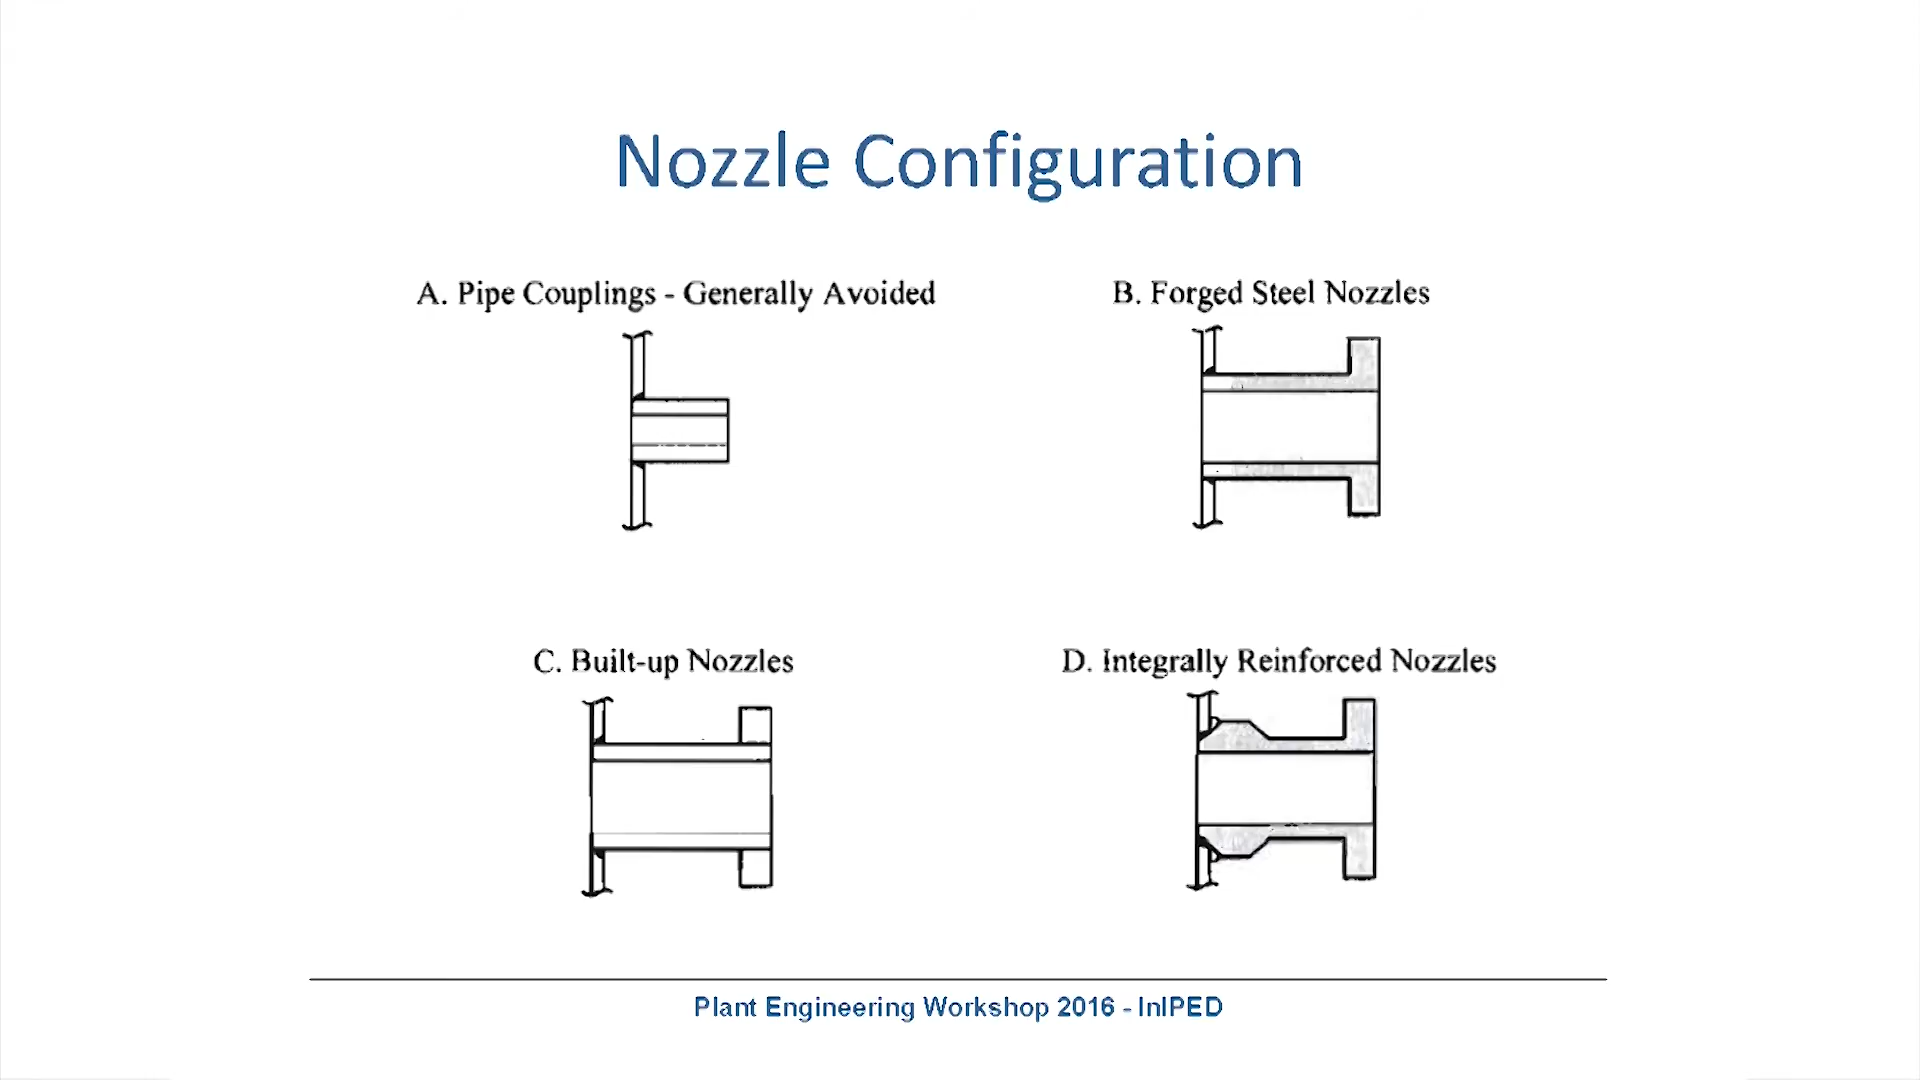 Nozzle Configuration
A. Pipe Couplings - Generally Avoided
B. Forged Steel Nozzles
C. Built-up Nozzles
D. Integrally Reinforced Nozzles
Plant Engineering Workshop 2016 - InIPED